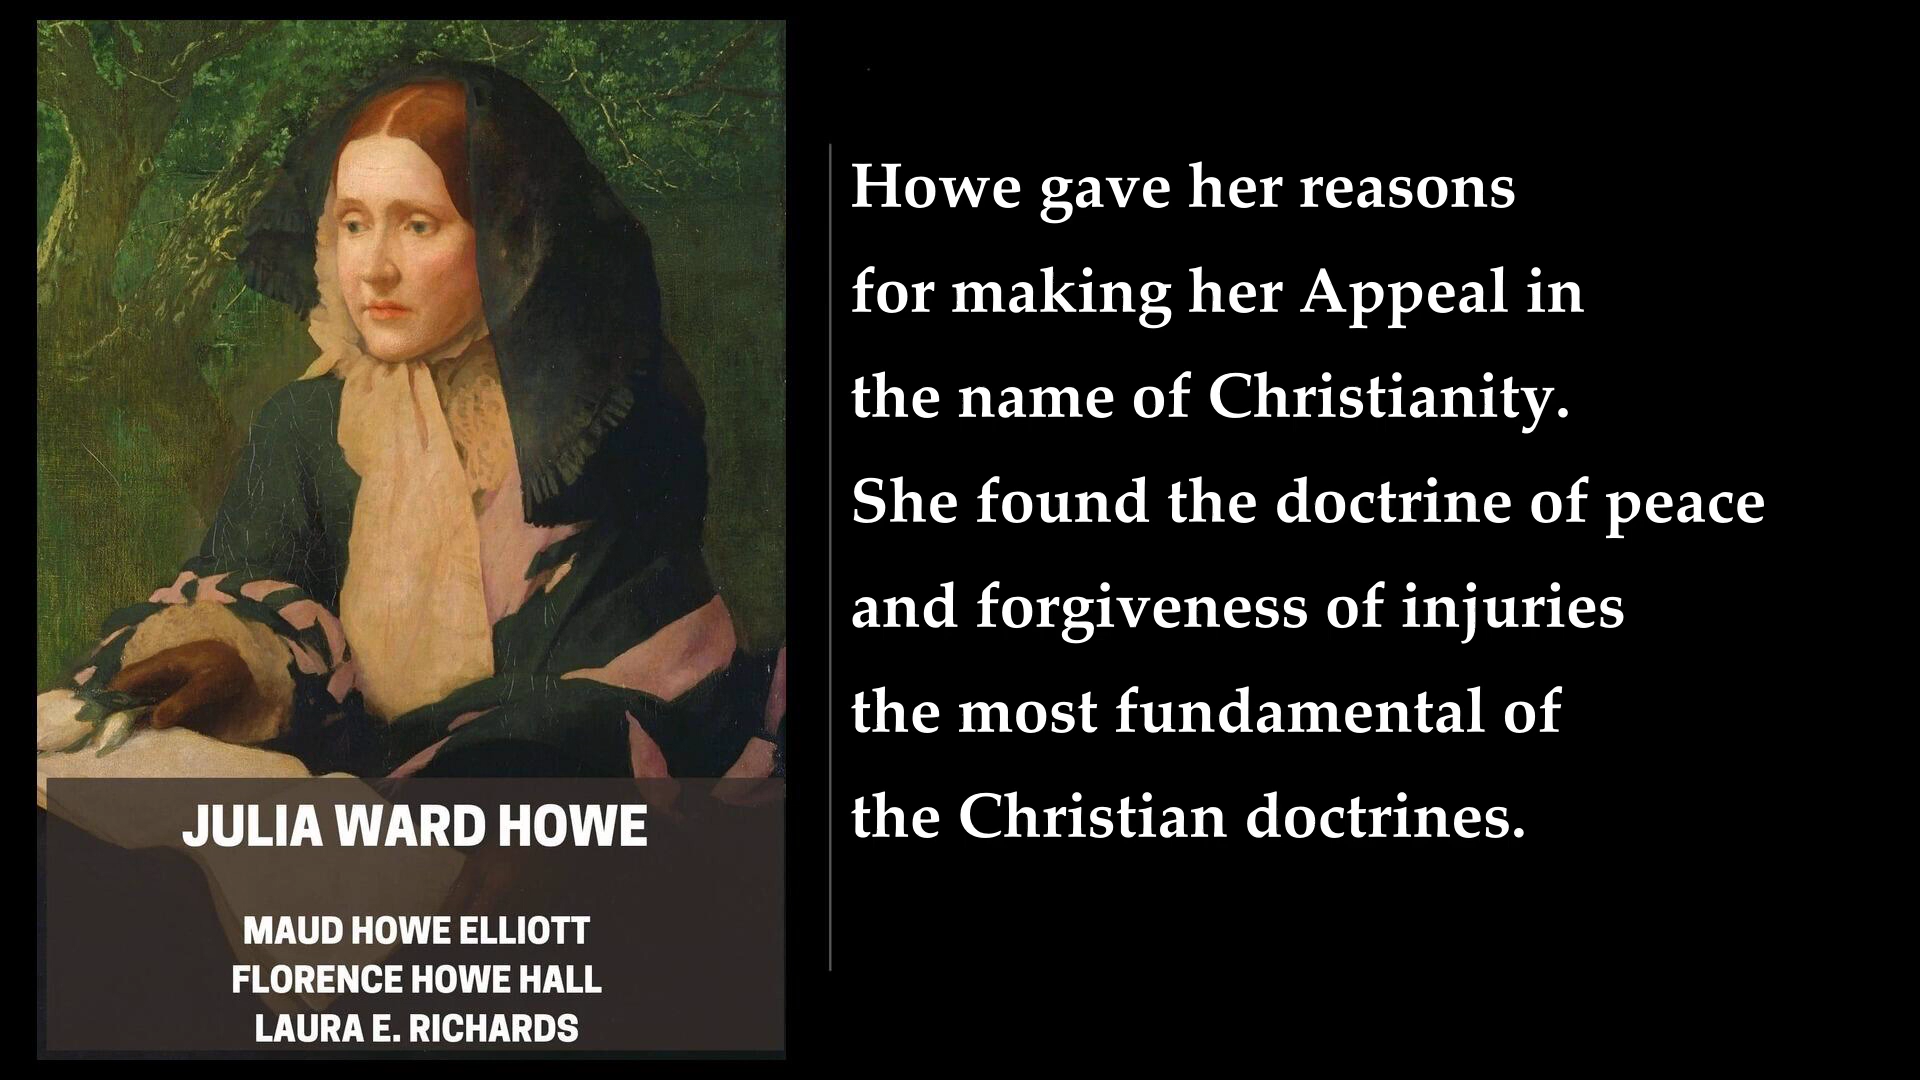 JULIA WARD HOWE
MAUD HOWE ELLIOTT
FLORENCE HOWE HALL
LAURA E. RICHARDS
Howe gave her reasons
for making her Appeal in
the name of Christianity.
She found the doctrine of peace
and forgiveness of injuries
the most fundamental of
the Christian doctrines.